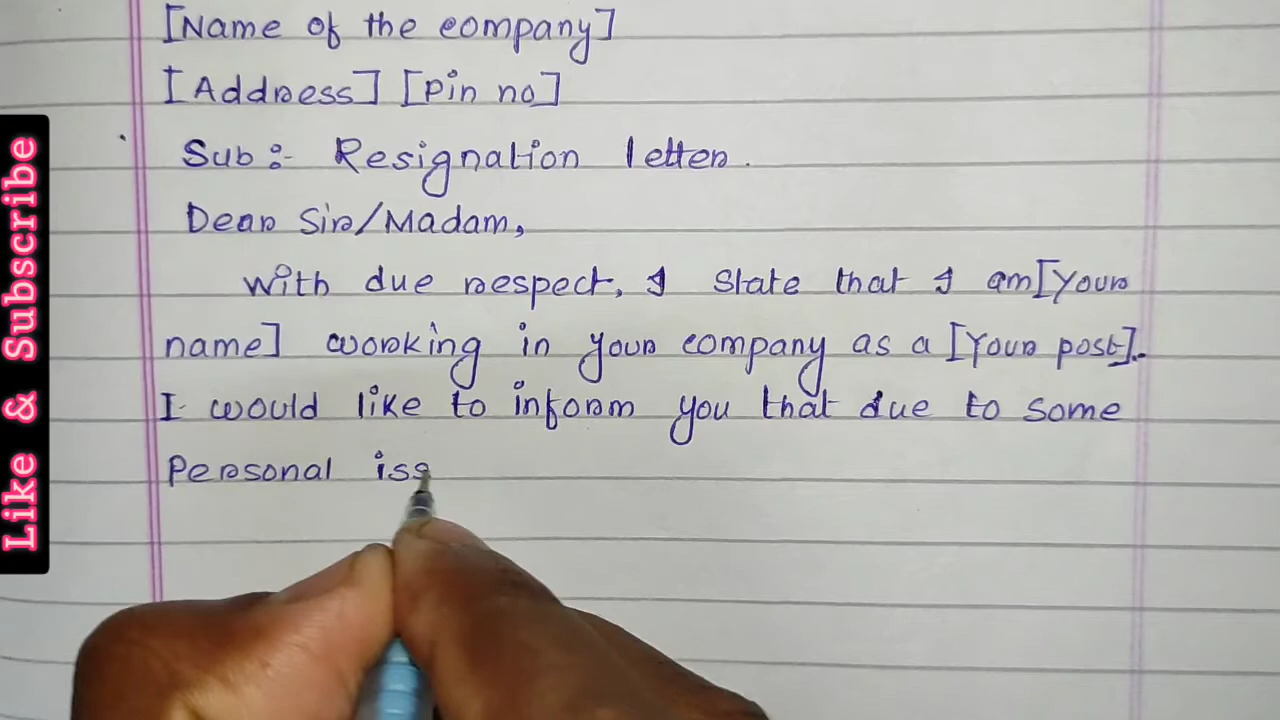 [Name of the company]
[Address] [Pin no]
Sub:- Resignation letter.
Dear Sir/Madam,
With due respect, I state that I am [Your
name] working in your company as a [Your post].
I would like to inform you that due to some
Personal iss
Like & Subscribe